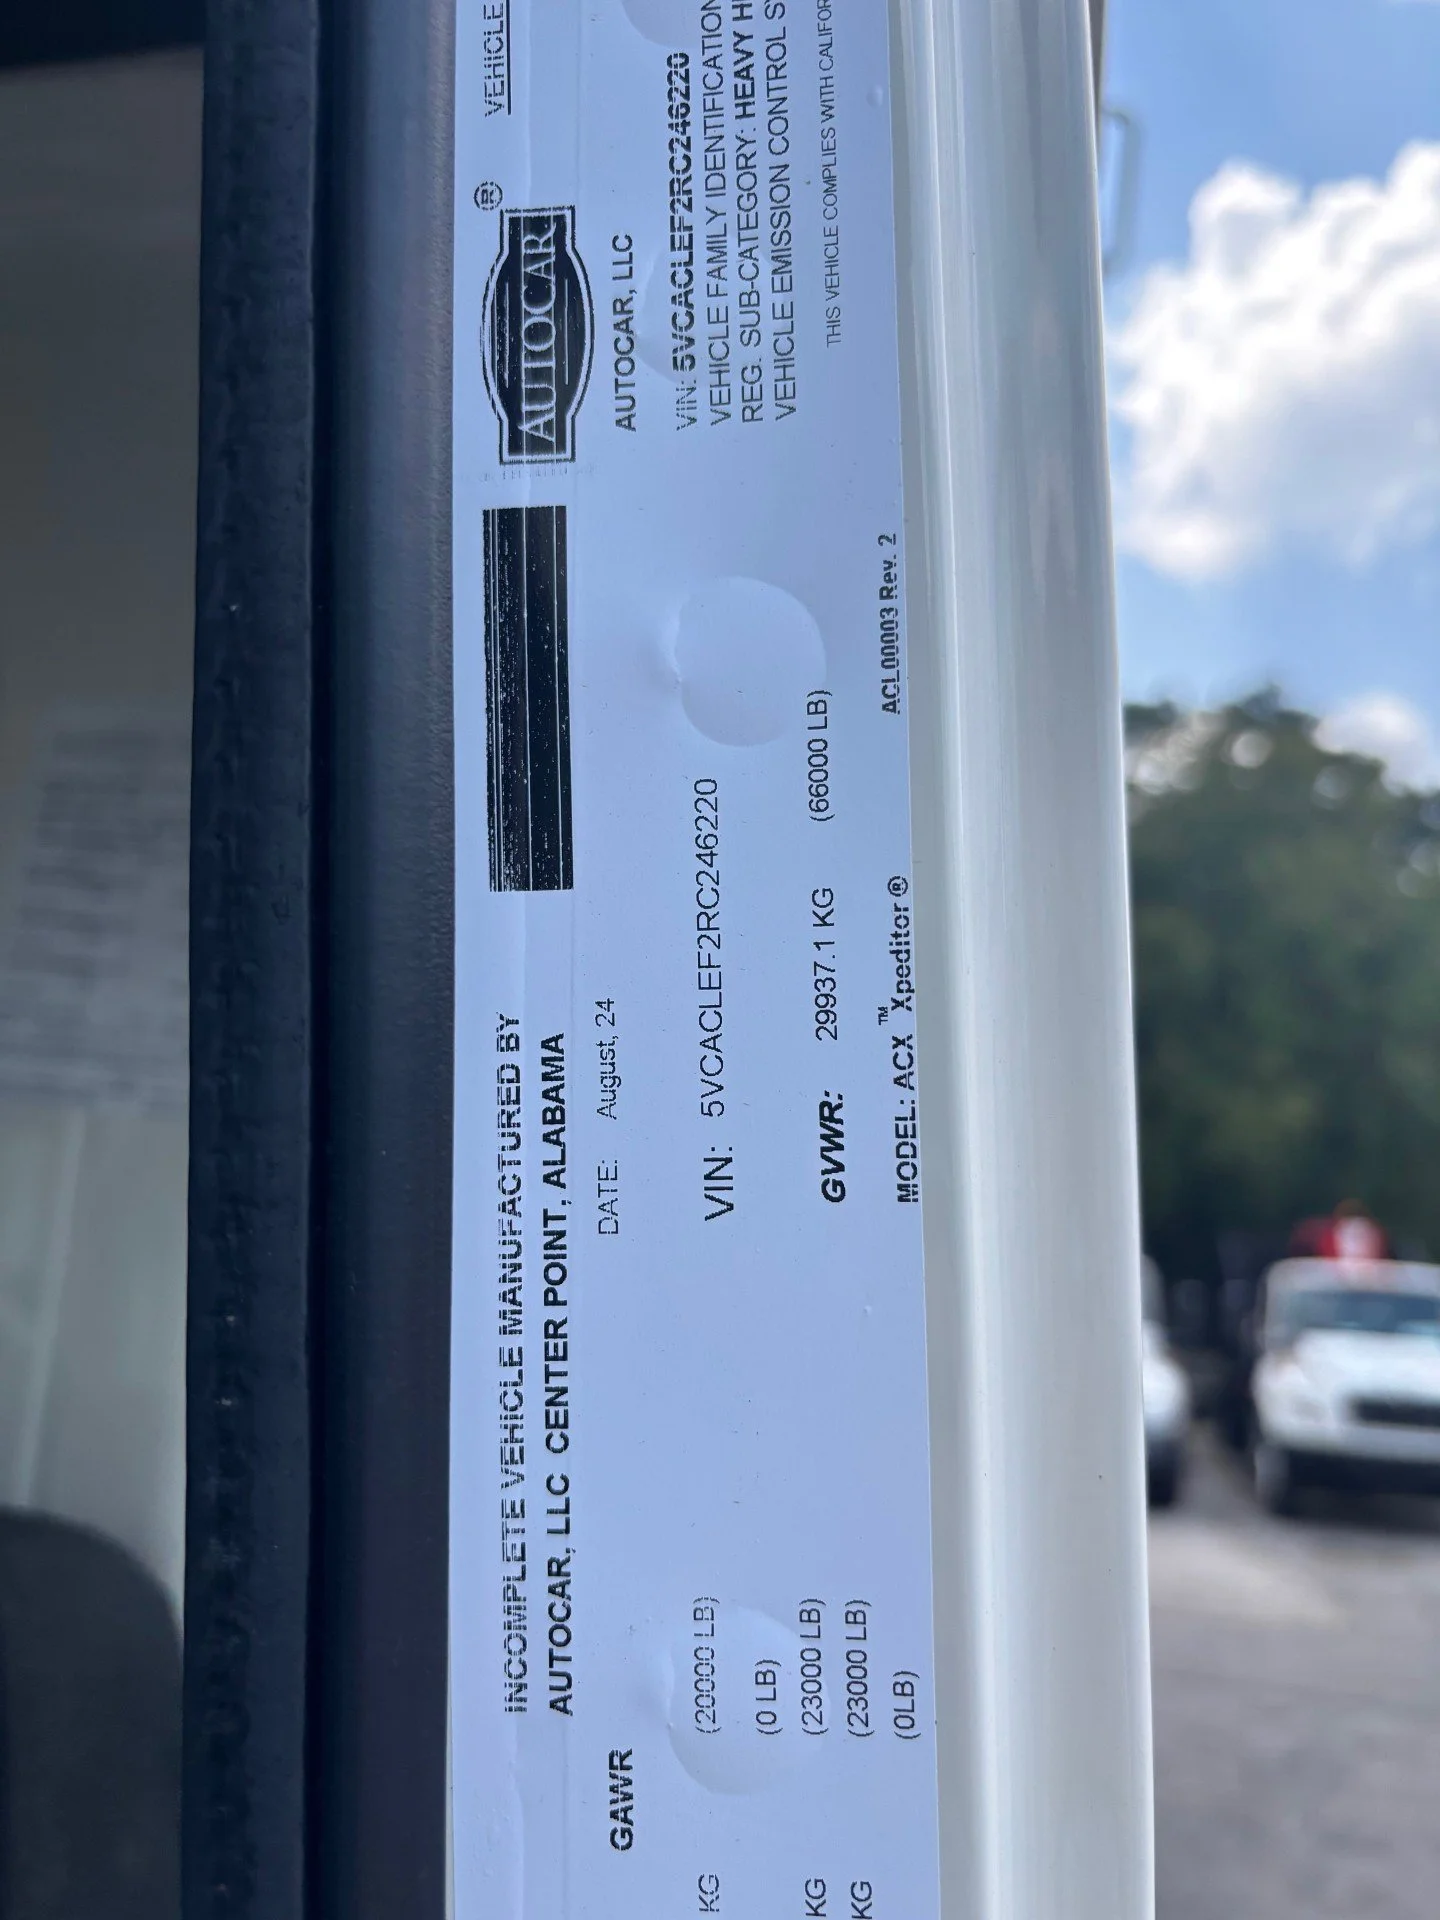 INCOMPLETE VEHICLE MANUFACTURED BY
AUTOCAR, LLC CENTER POINT, ALABAMA
GAWR
DATE: August, 24
KG (20000 LB)
(0 LB)
KG (23000 LB)
KG (23000 LB)
(0LB)
VIN: 5VCACLEF2RC246220
GVWR: 29937.1 KG (66000 LB)
MODEL: ACX ™ Xpeditor ®
ACL00003 Rev. 2
AUTOCAR ®
VEHICLE
AUTOCAR, LLC
VIN: 5VCACLEF2RC246220
VEHICLE FAMILY IDENTIFICATION
REG. SUB-CATEGORY: HEAVY H
VEHICLE EMISSION CONTROL S
THIS VEHICLE COMPLIES WITH CALIFOR